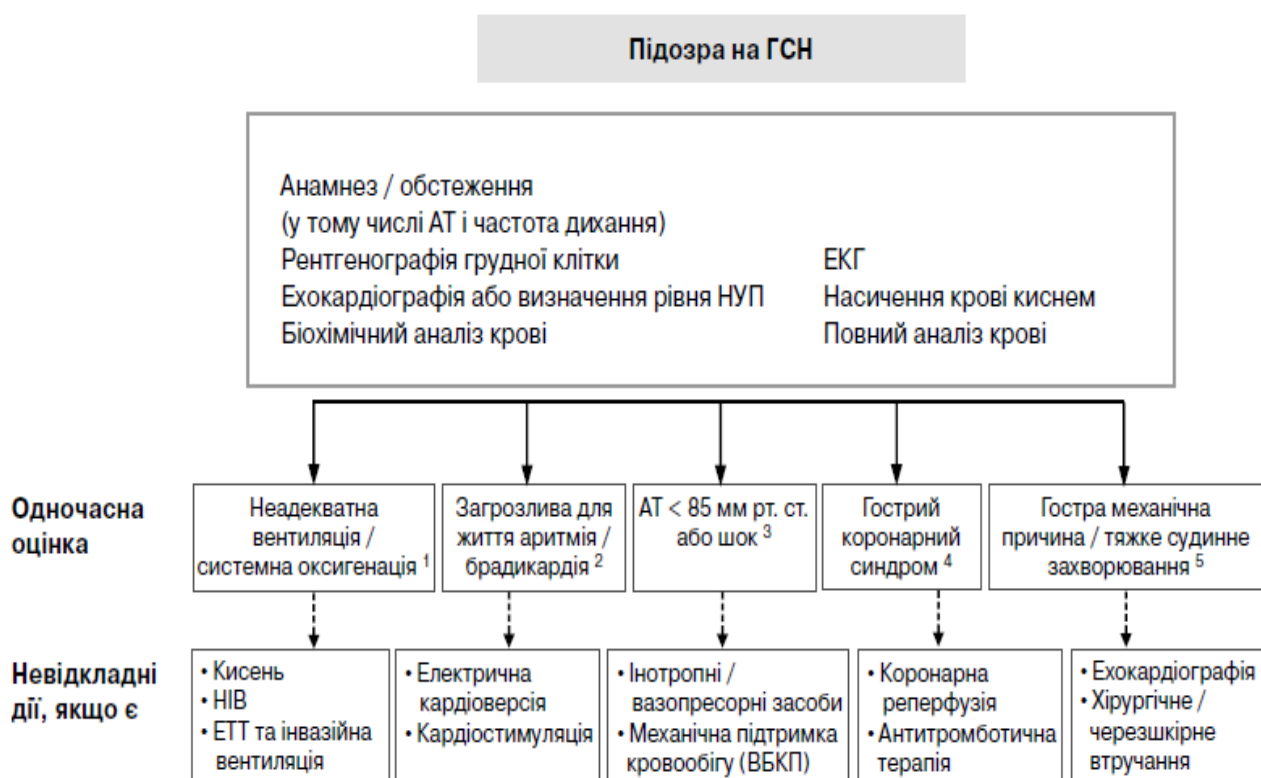 Підозра на ГСН
Анамнез / обстеження
(у тому числі АТ і частота дихання)
Рентгенографія грудної клітки
ЕКГ
Ехокардіографія або визначення рівня НУП
Насичення крові киснем
Біохімічний аналіз крові
Повний аналіз крові
Одночасна
оцінка
Неадекватна
вентиляція /
системна оксигенація 1
Загрозлива для
життя аритмія /
брадикардія 2
АТ < 85 мм рт. ст.
або шок 3
Гострий
коронарний
синдром 4
Гостра механічна
причина / тяжке судинне
захворювання 5
Невідкладні
дії, якщо є
• Кисень
• НІВ
• ЕТТ та інвазійна
вентиляція
• Електрична
кардіоверсія
• Кардіостимуляція
• Інотропні /
вазопресорні засоби
• Механічна підтримка
кровообігу (ВБКП)
• Коронарна
реперфузія
• Антитромботична
терапія
• Ехокардіографія
• Хірургічне /
черезшкірне
втручання